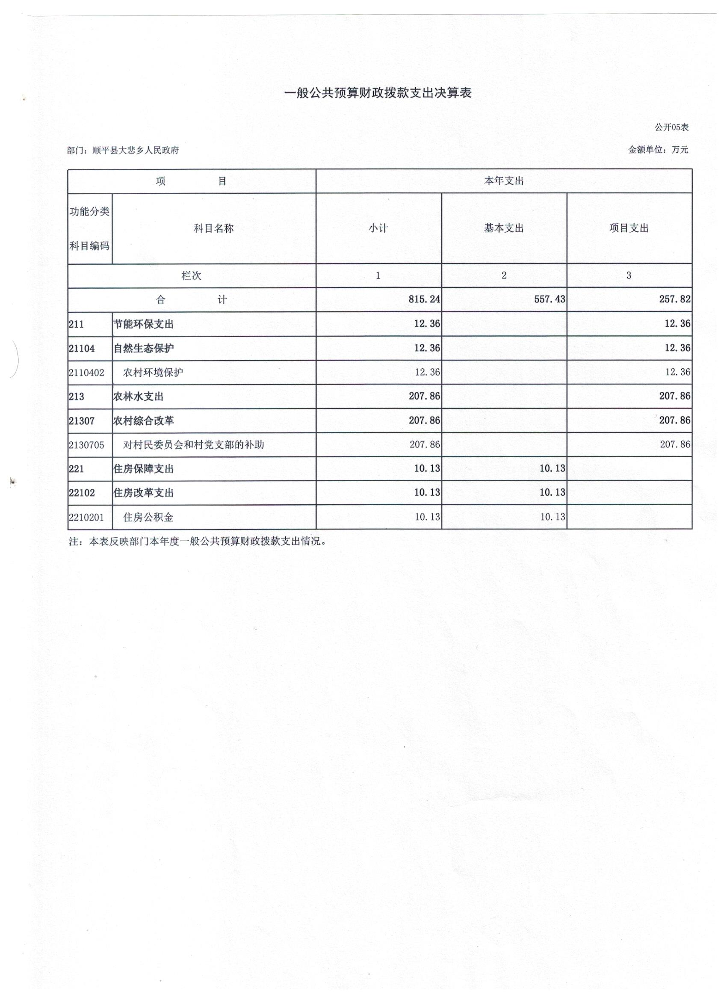 一般公共预算财政拨款支出决算表
公开05表
部门：顺平县大悲乡人民政府 金额单位：万元
项 目 本年支出
功能分类
科目编码 科目名称 小计 基本支出 项目支出
栏次 1 2 3
合 计 815.24 557.43 257.82
211 节能环保支出 12.36 12.36
21104 自然生态保护 12.36 12.36
2110402 农村环境保护 12.36 12.36
213 农林水支出 207.86 207.86
21307 农村综合改革 207.86 207.86
2130705 对村民委员会和村党支部的补助 207.86 207.86
221 住房保障支出 10.13 10.13
22102 住房改革支出 10.13 10.13
2210201 住房公积金 10.13 10.13
注：本表反映部门本年度一般公共预算财政拨款支出情况。